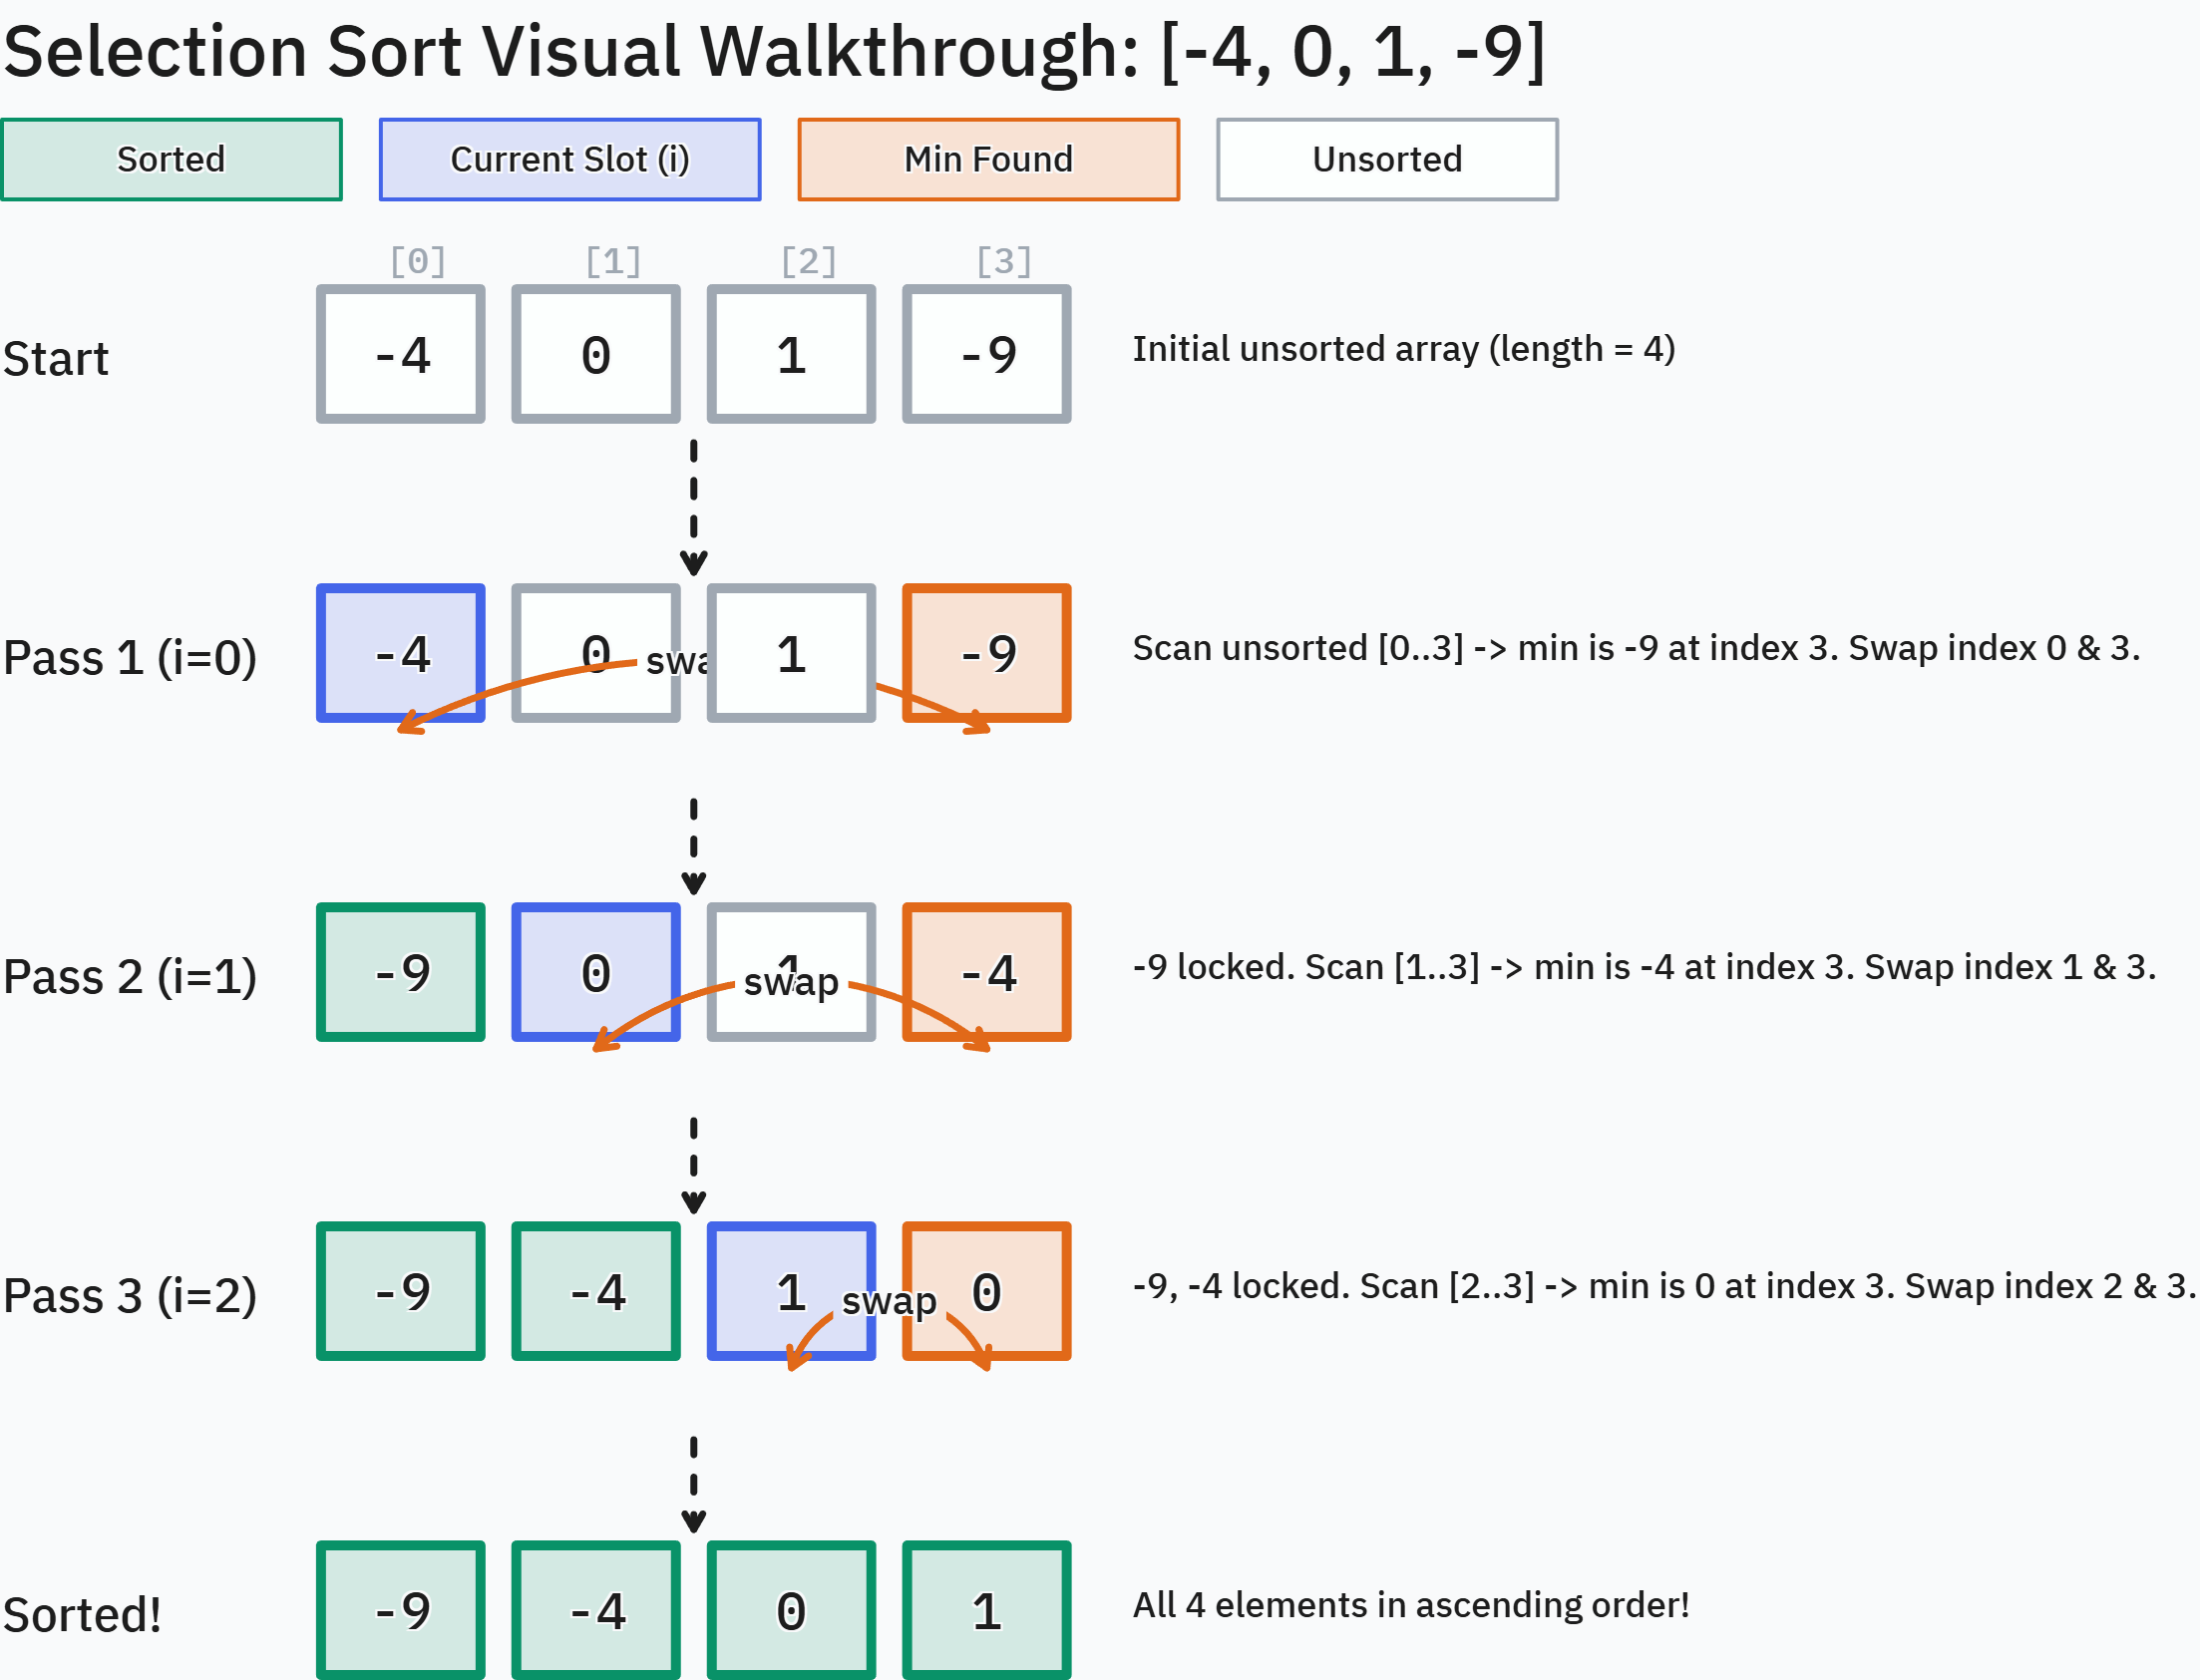 Selection Sort Visual Walkthrough: [-4, 0, 1, -9]
Sorted
Current Slot (i)
Min Found
Unsorted
[0] [1] [2] [3]
Start -4 0 1 -9 Initial unsorted array (length = 4)
Pass 1 (i=0) -4 0 1 -9 Scan unsorted [0..3] -> min is -9 at index 3. Swap index 0 & 3.
Pass 2 (i=1) -9 0 1 -4 -9 locked. Scan [1..3] -> min is -4 at index 3. Swap index 1 & 3.
swap
Pass 3 (i=2) -9 -4 1 0 -9, -4 locked. Scan [2..3] -> min is 0 at index 3. Swap index 2 & 3.
swap
Sorted! -9 -4 0 1 All 4 elements in ascending order!